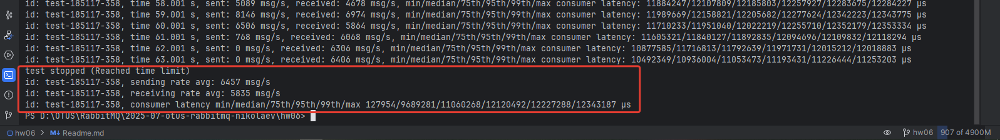 id: test-185117-358, time 58.001 s, sent: 5089 msg/s, received: 4678 msg/s, min/median/75th/95th/99th/max consumer latency: 11884247/12107809/12185803/12257927/12283675/12284227 µs
id: test-185117-358, time 59.001 s, sent: 8146 msg/s, received: 6974 msg/s, min/median/75th/95th/99th/max consumer latency: 11989669/12158821/12205682/12277624/12342223/12343775 µs
id: test-185117-358, time 60.001 s, sent: 6506 msg/s, received: 5864 msg/s, min/median/75th/95th/99th/max consumer latency: 11710233/11951040/12022219/12255710/12352179/12353334 µs
id: test-185117-358, time 61.001 s, sent: 768 msg/s, received: 6068 msg/s, min/median/75th/95th/99th/max consumer latency: 11605321/11840127/11892835/12094696/12109832/12118294 µs
id: test-185117-358, time 62.001 s, sent: 0 msg/s, received: 6306 msg/s, min/median/75th/95th/99th/max consumer latency: 10877585/11716813/11792639/11971731/12015212/12018883 µs
id: test-185117-358, time 63.001 s, sent: 0 msg/s, received: 6406 msg/s, min/median/75th/95th/99th/max consumer latency: 10492349/10936004/11053473/11193431/11226444/11253203 µs
test stopped (Reached time limit)
id: test-185117-358, sending rate avg: 6457 msg/s
id: test-185117-358, receiving rate avg: 5835 msg/s
id: test-185117-358, consumer latency min/median/75th/95th/99th/max 127954/9689281/11060268/12120492/12227288/12343187 µs
PS D:\OTUS\RabbitMQ\2025-07-otus-rabbitmq-nikolaev\hw06>
hw06 > M↓ Readme.md
hw06 907 of 4900M